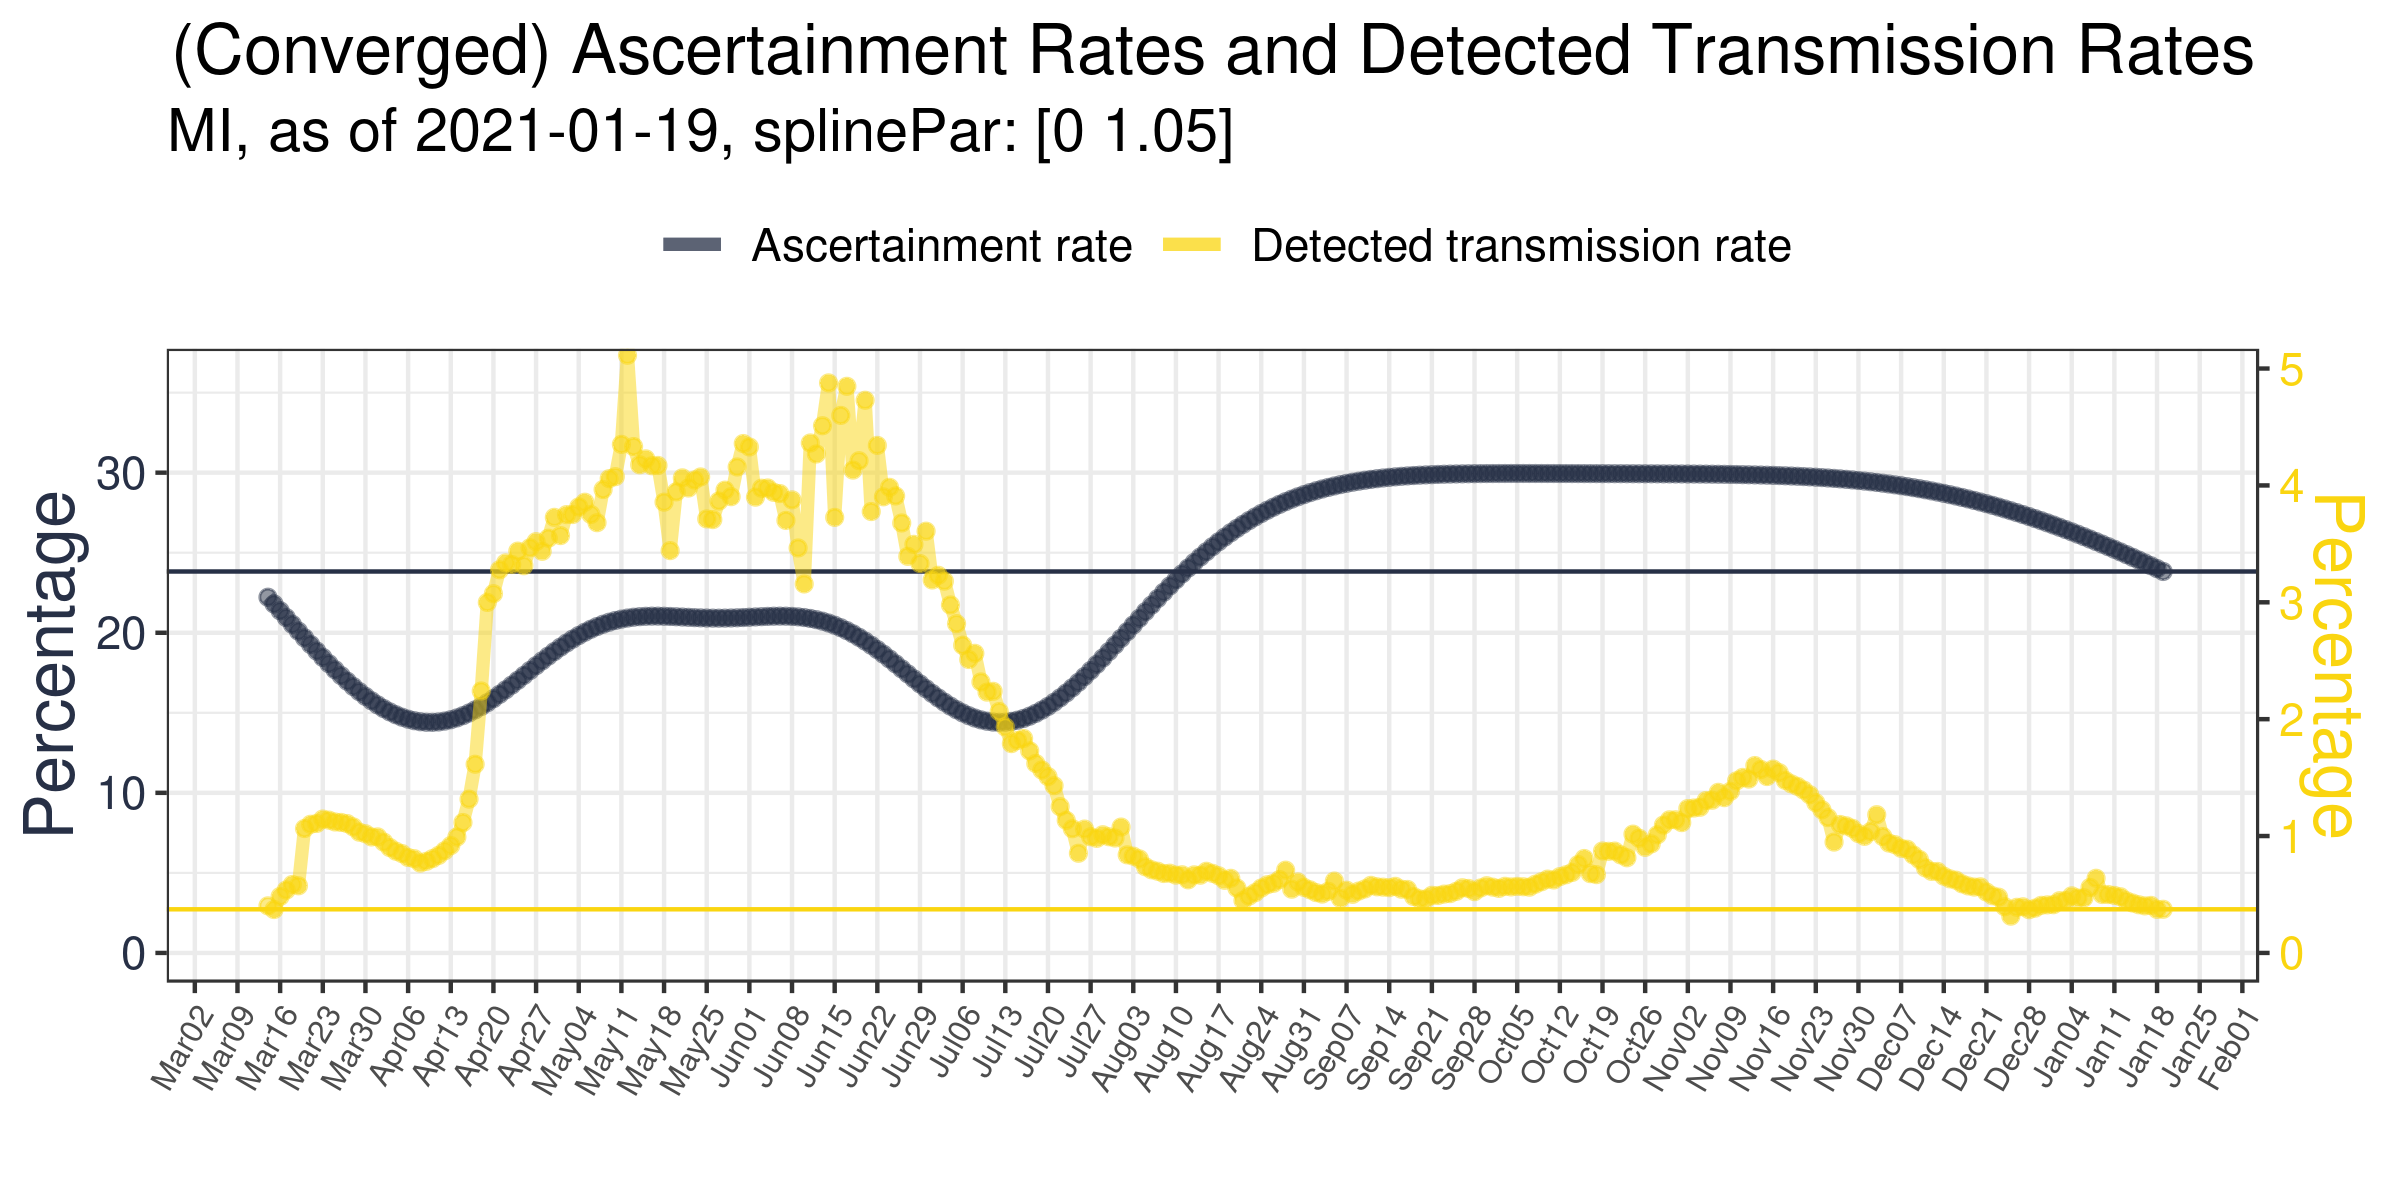 (Converged) Ascertainment Rates and Detected Transmission Rates
MI, as of 2021-01-19, splinePar: [0 1.05]
Ascertainment rate
Detected transmission rate
Percentage
30
20
10
0
5
4
3
2
1
0
Percentage
Mar02
Mar09
Mar16
Mar23
Mar30
Apr06
Apr13
Apr20
Apr27
May04
May11
May18
May25
Jun01
Jun08
Jun15
Jun22
Jun29
Jul06
Jul13
Jul20
Jul27
Aug03
Aug10
Aug17
Aug24
Aug31
Sep07
Sep14
Sep21
Sep28
Oct05
Oct12
Oct19
Oct26
Nov02
Nov09
Nov16
Nov23
Nov30
Dec07
Dec14
Dec21
Dec28
Jan04
Jan11
Jan18
Jan25
Feb01